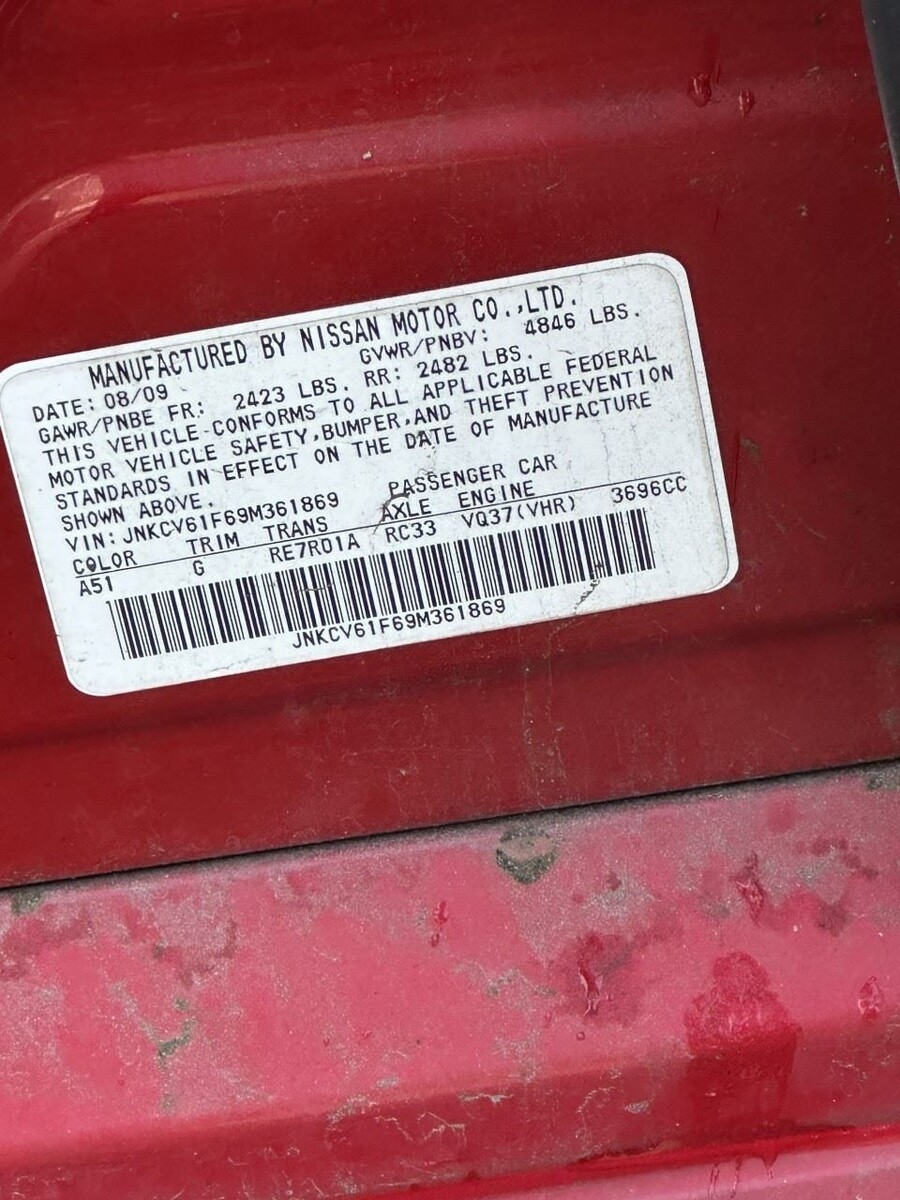 MANUFACTURED BY NISSAN MOTOR CO.,LTD.
DATE: 08/09 GVWR/PNBV: 4846 LBS.
GAWR/PNBE FR: 2423 LBS. RR: 2482 LBS.
THIS VEHICLE CONFORMS TO ALL APPLICABLE FEDERAL
MOTOR VEHICLE SAFETY,BUMPER,AND THEFT PREVENTION
STANDARDS IN EFFECT ON THE DATE OF MANUFACTURE
SHOWN ABOVE.
VIN: JNKCV61F69M361869 PASSENGER CAR
COLOR TRIM TRANS AXLE ENGINE
A51 G RE7R01A RC33 VQ37(VHR) 3696CC
JNKCV61F69M361869